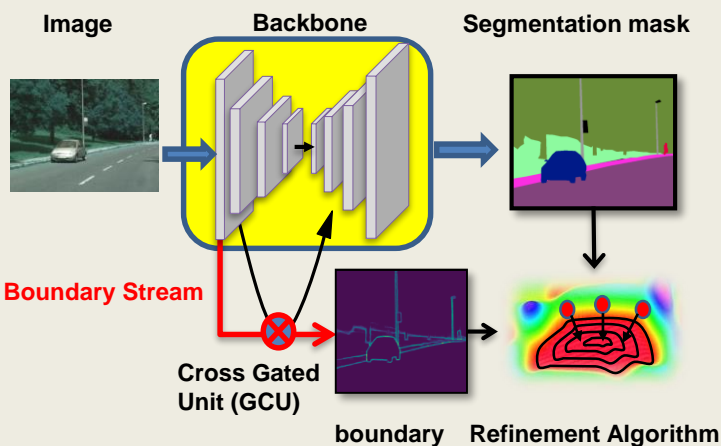 Image
Backbone
Segmentation mask
Boundary Stream
Cross Gated
Unit (GCU)
boundary
Refinement Algorithm